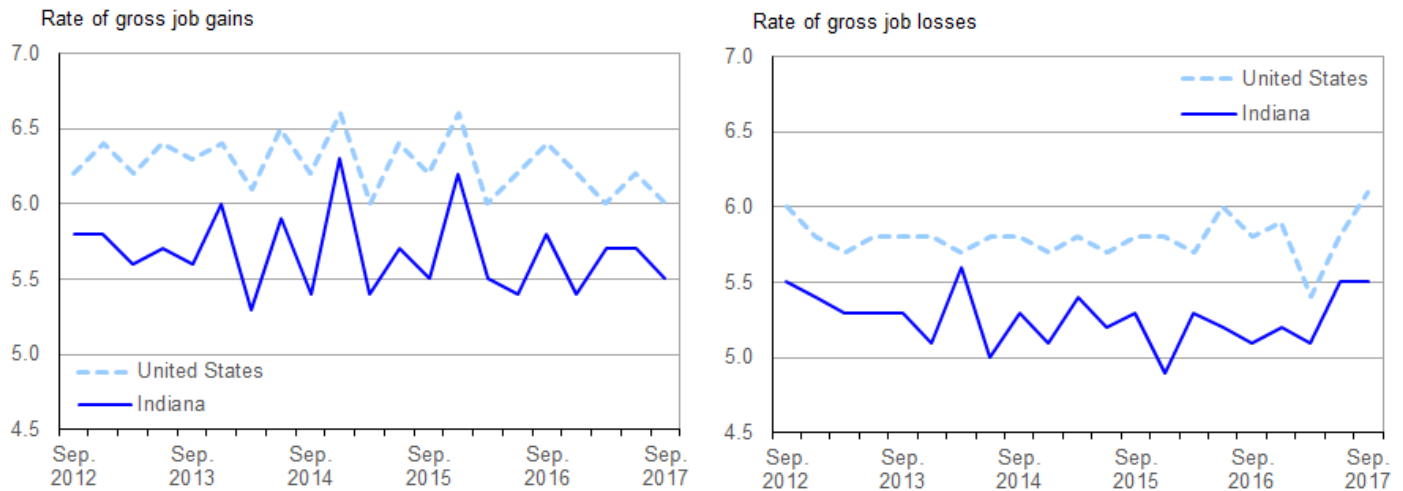 Rate of gross job gains
7.0
6.5
6.0
5.5
5.0
4.5
United States
Indiana
Sep. 2012
Sep. 2013
Sep. 2014
Sep. 2015
Sep. 2016
Sep. 2017
Rate of gross job losses
7.0
6.5
6.0
5.5
5.0
4.5
United States
Indiana
Sep. 2012
Sep. 2013
Sep. 2014
Sep. 2015
Sep. 2016
Sep. 2017